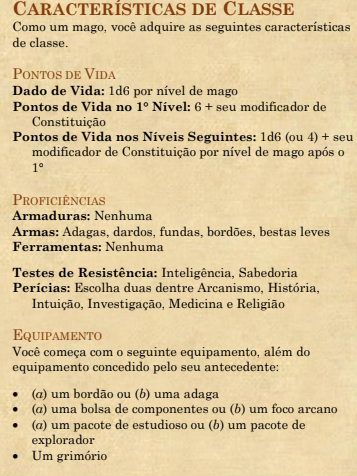 CARACTERÍSTICAS DE CLASSE
Como um mago, você adquire as seguintes características
de classe.
PONTOS DE VIDA
Dado de Vida: 1d6 por nível de mago
Pontos de Vida no 1° Nível: 6 + seu modificador de
Constituição
Pontos de Vida nos Níveis Seguintes: 1d6 (ou 4) + seu
modificador de Constituição por nível de mago após o
1°
PROFICIÊNCIAS
Armaduras: Nenhuma
Armas: Adagas, dardos, fundas, bordões, bestas leves
Ferramentas: Nenhuma
Testes de Resistência: Inteligência, Sabedoria
Perícias: Escolha duas dentre Arcanismo, História,
Intuição, Investigação, Medicina e Religião
EQUIPAMENTO
Você começa com o seguinte equipamento, além do
equipamento concedido pelo seu antecedente:
• (a) um bordão ou (b) uma adaga
• (a) uma bolsa de componentes ou (b) um foco arcano
• (a) um pacote de estudioso ou (b) um pacote de
explorador
• Um grimório